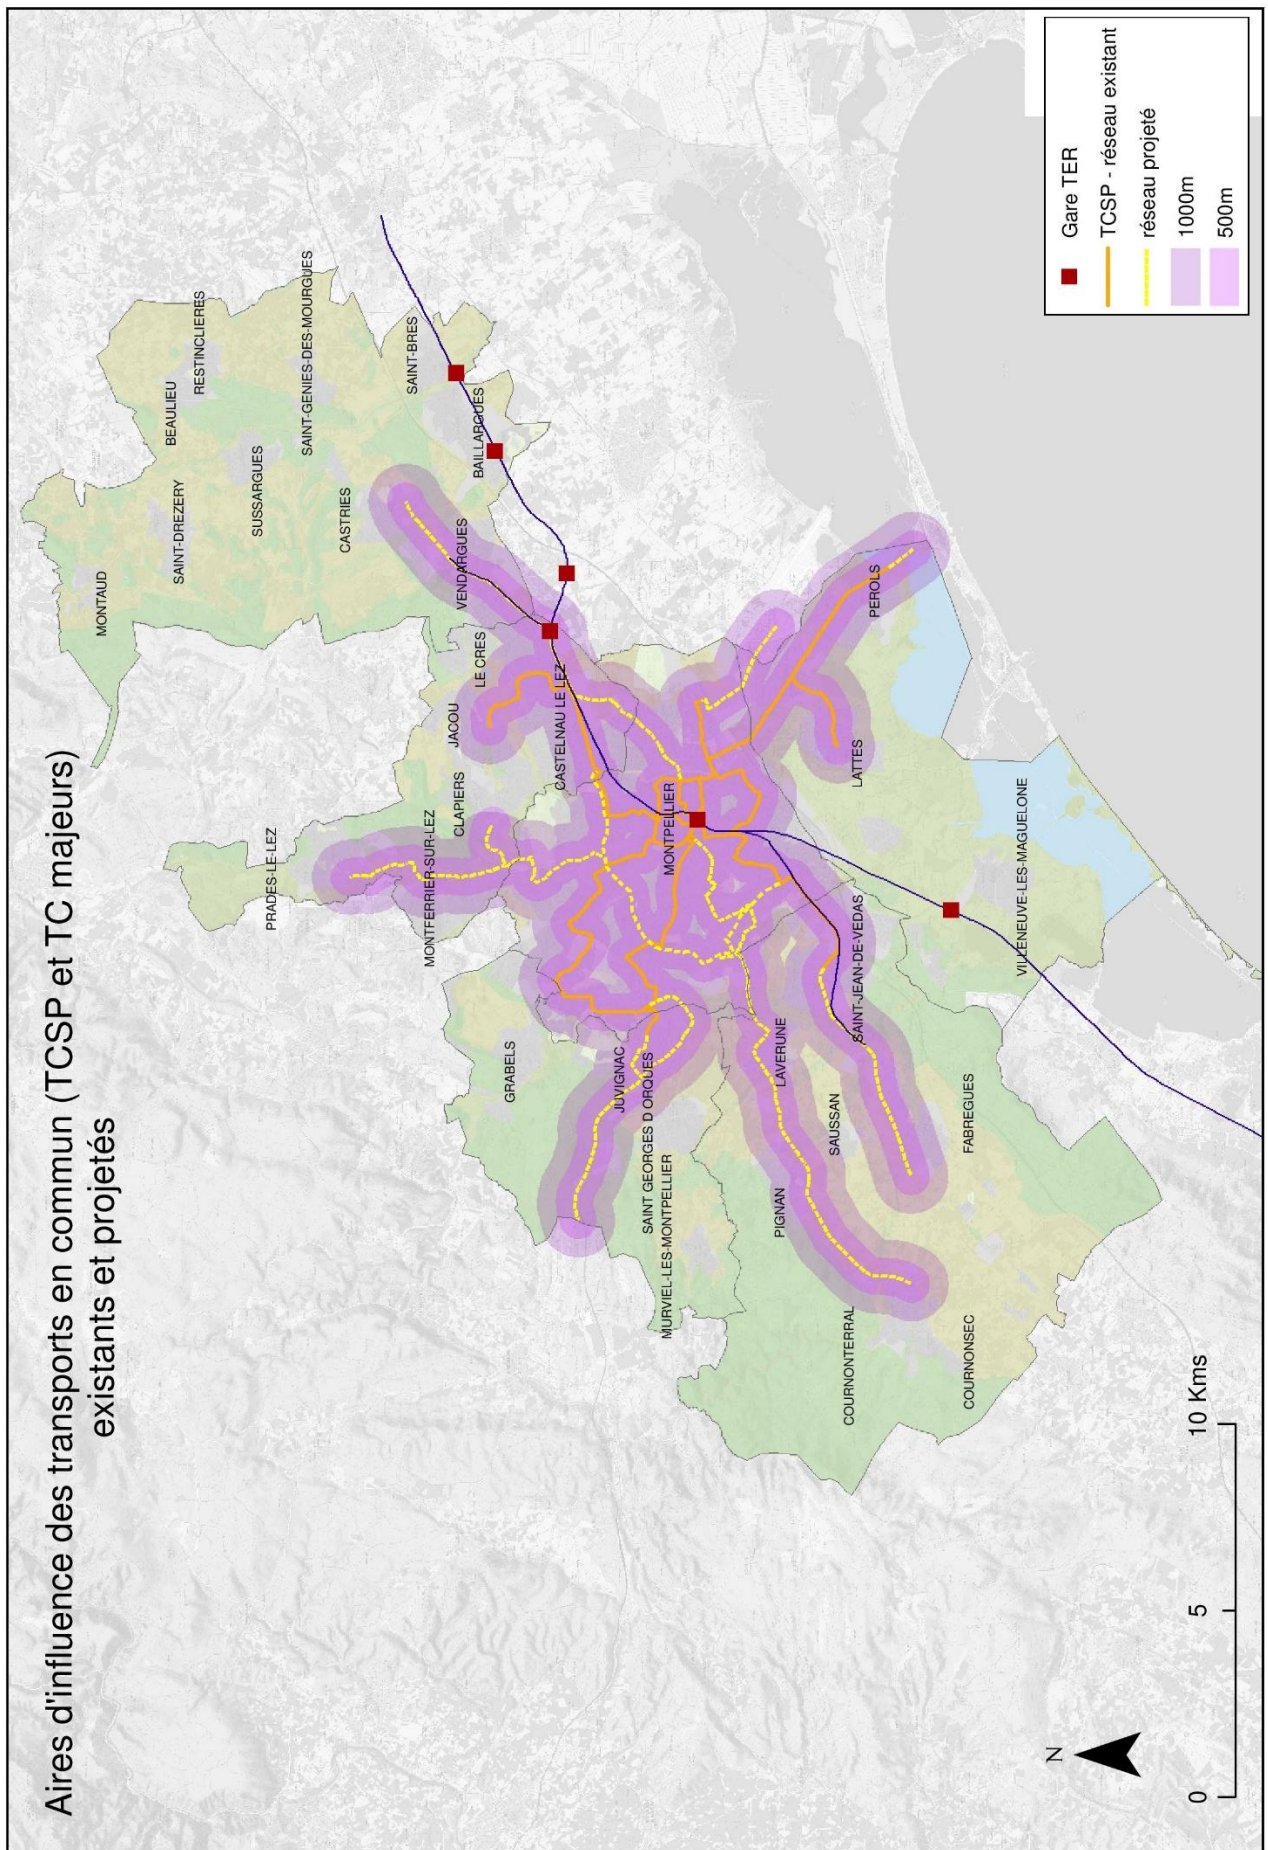 Aires d'influence des transports en commun (TCSP et TC majeurs)
existants et projetés
MONTAUD
BEAULIEU
RESTINCLIERES
SAINT-DREZERY
SUSSARGUES
SAINT-GENIES-DES-MOURGUES
PRADES-LE-LEZ
CASTRIES
SAINT-BRES
MONTFERRIER-SUR-LEZ
CLAPIERS
JACOU
LE CRES
VENDARGUES
BAILLARGUES
GRABELS
CASTELNAU LE LEZ
JUVIGNAC
SAINT GEORGES D ORQUES
MURVIEL-LES-MONTPELLIER
MONTPELLIER
PIGNAN
LAVERUNE
SAUSSAN
COURNONTERRAL
SAINT-JEAN-DE-VEDAS
LATTES
PEROLS
COURNONSEC
FABREGUES
VILLENEUVE-LES-MAGUELONE
N
0
5
10 Kms
Gare TER
TCSP - réseau existant
réseau projeté
1000m
500m